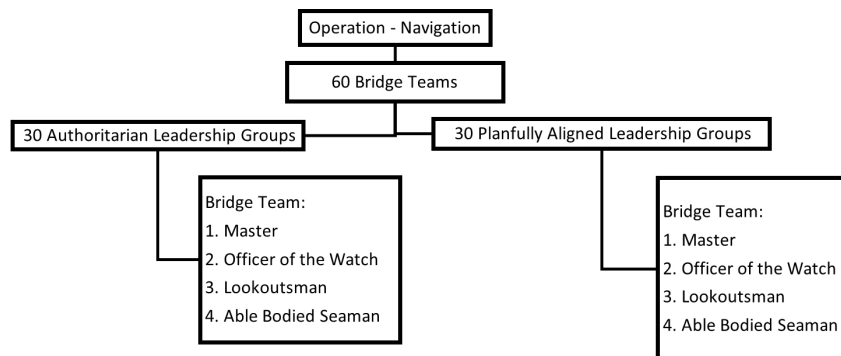 Operation - Navigation
60 Bridge Teams
30 Authoritarian Leadership Groups
30 Planfully Aligned Leadership Groups
Bridge Team:
1. Master
2. Officer of the Watch
3. Lookoutsman
4. Able Bodied Seaman
Bridge Team:
1. Master
2. Officer of the Watch
3. Lookoutsman
4. Able Bodied Seaman